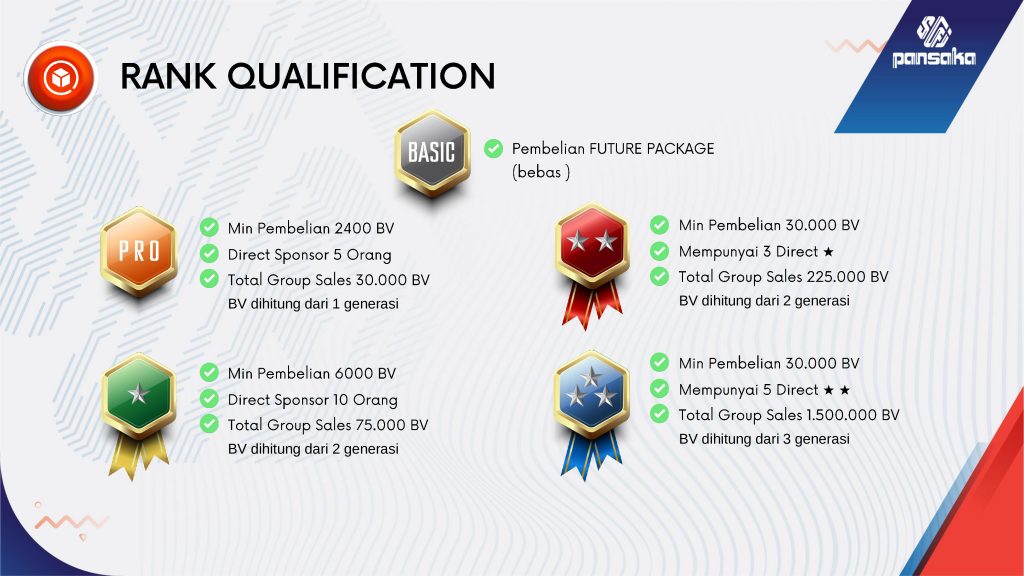 RANK QUALIFICATION
pansaka
BASIC
Pembelian FUTURE PACKAGE
(bebas )
PRO
Min Pembelian 2400 BV
Direct Sponsor 5 Orang
Total Group Sales 30.000 BV
BV dihitung dari 1 generasi
Min Pembelian 30.000 BV
Mempunyai 3 Direct ★
Total Group Sales 225.000 BV
BV dihitung dari 2 generasi
Min Pembelian 6000 BV
Direct Sponsor 10 Orang
Total Group Sales 75.000 BV
BV dihitung dari 2 generasi
Min Pembelian 30.000 BV
Mempunyai 5 Direct ★ ★
Total Group Sales 1.500.000 BV
BV dihitung dari 3 generasi